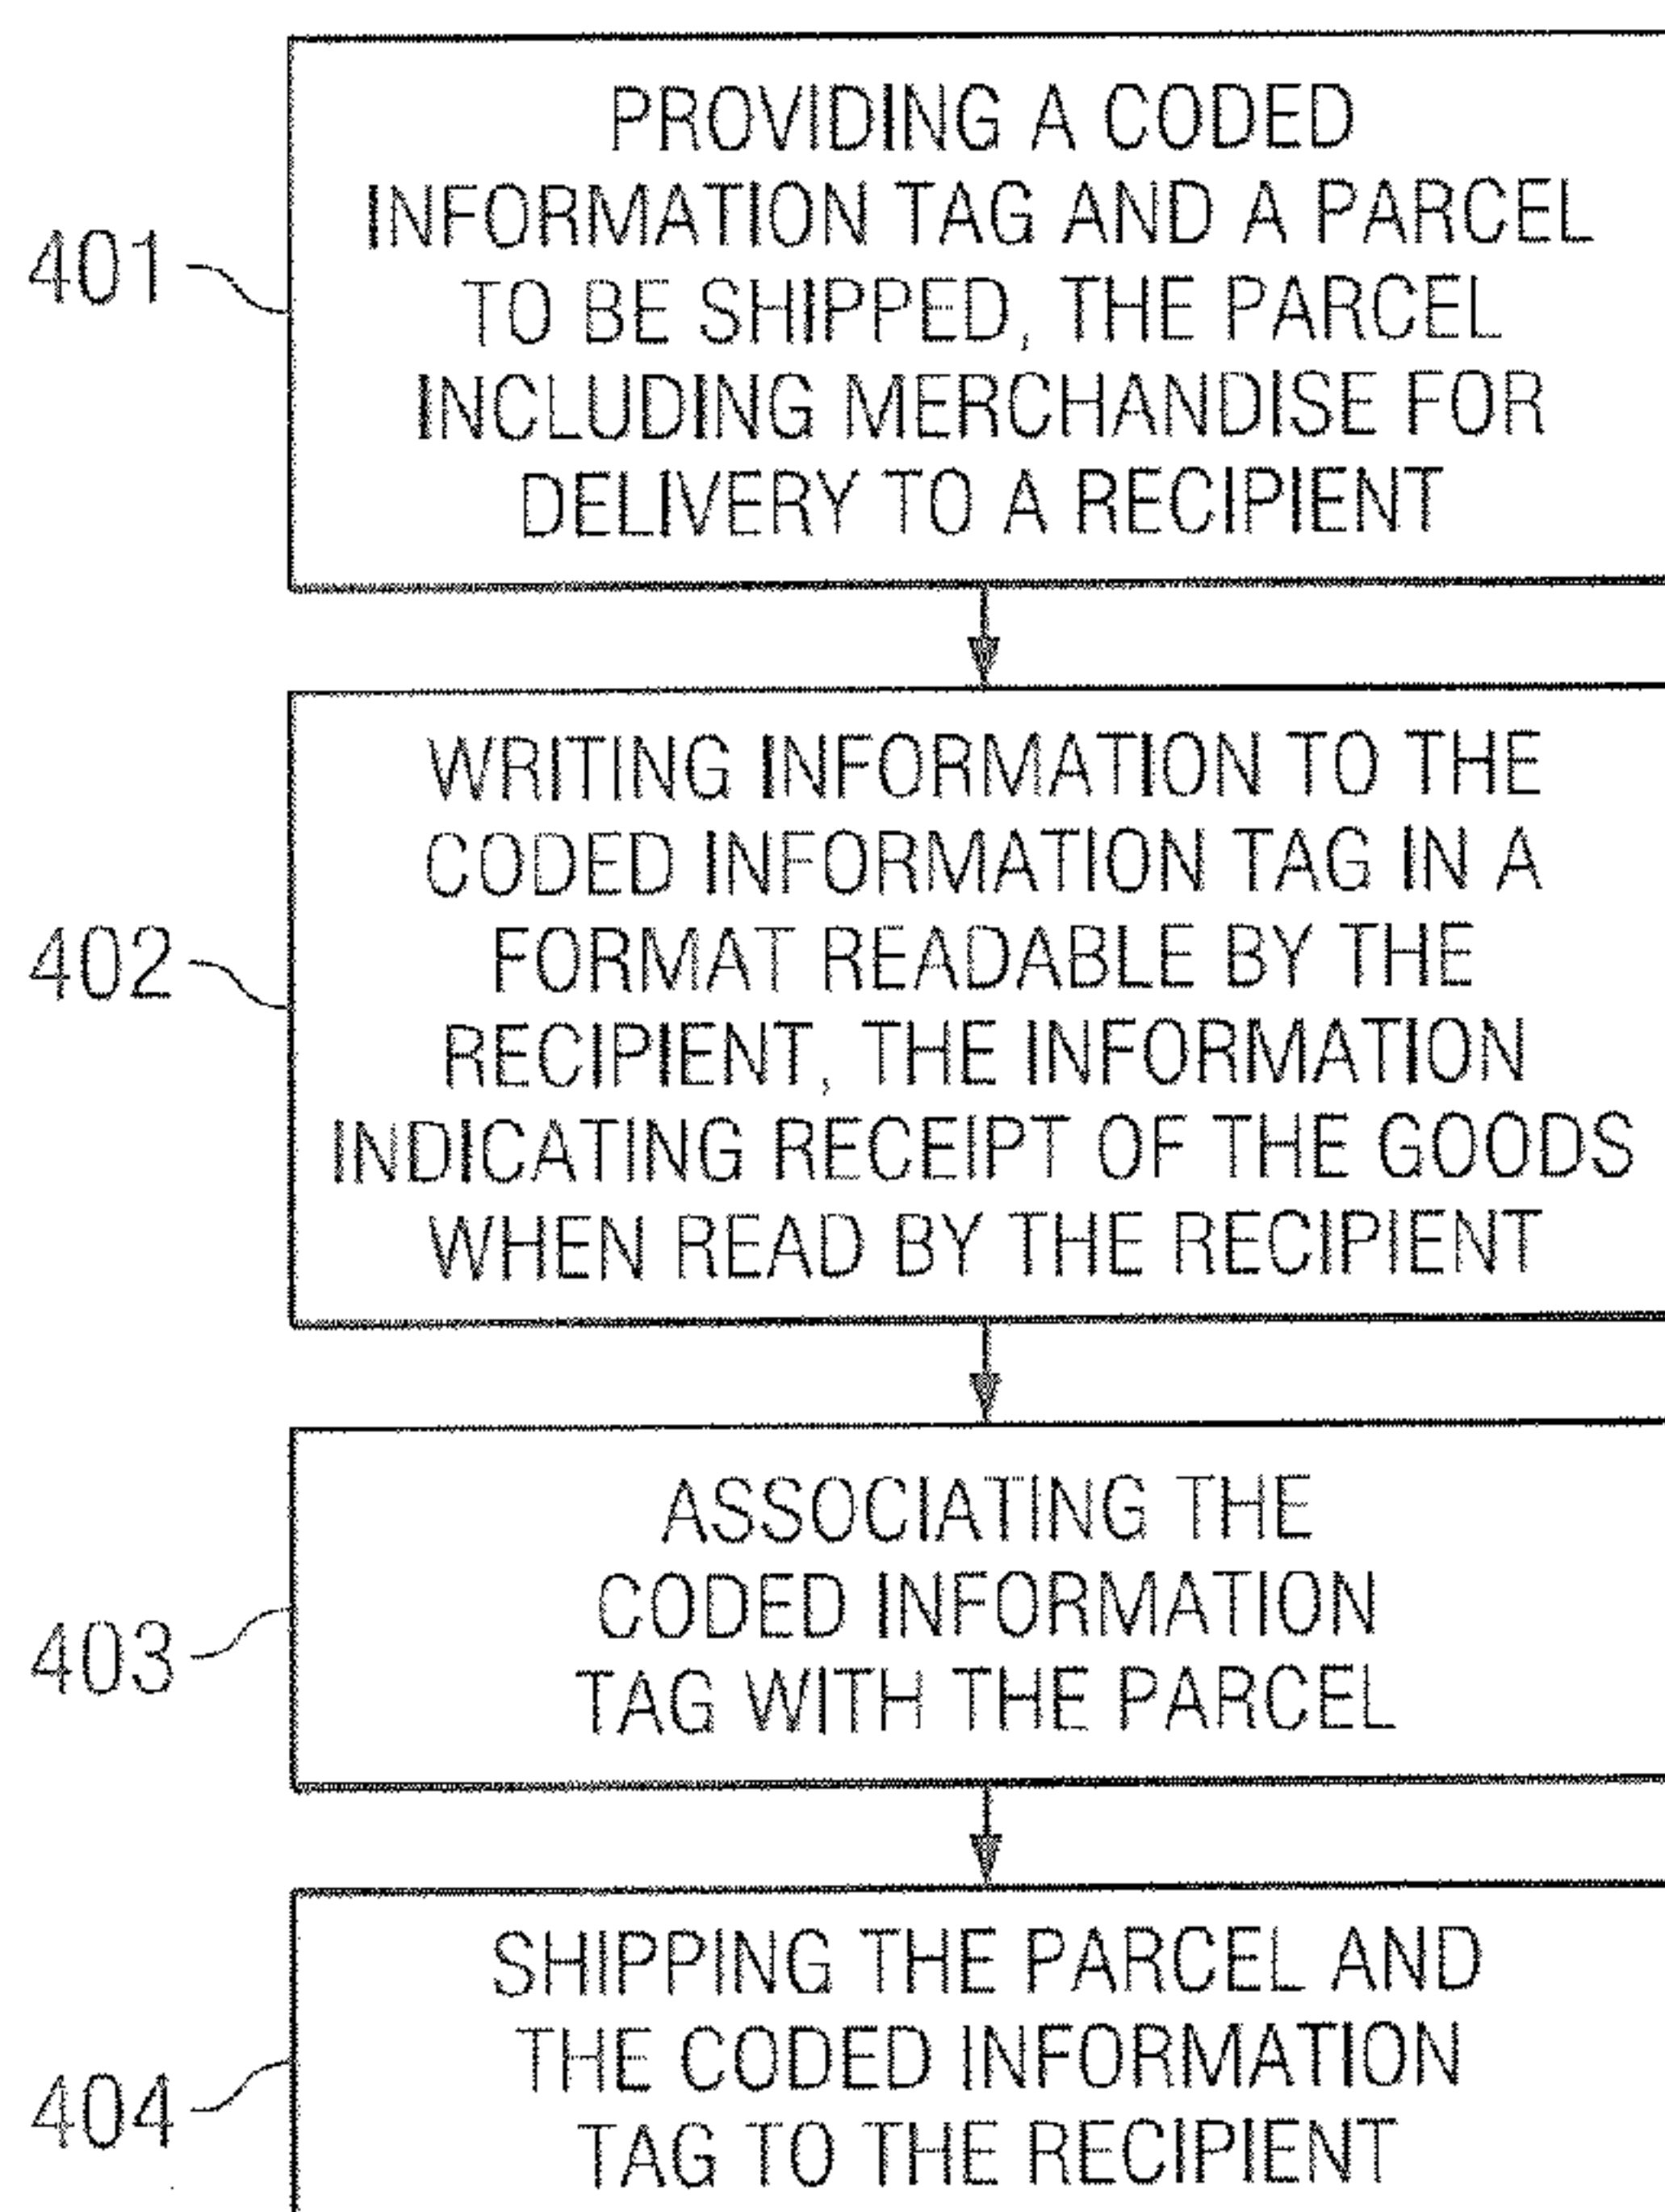 PROVIDING A CODED
INFORMATION TAG AND A PARCEL
401
TO BE SHIPPED, THE PARCEL
INCLUDING MERCHANDISE FOR
DELIVERY TO A RECIPIENT
WRITING INFORMATION TO THE
CODED INFORMATION TAG IN A
402
FORMAT READABLE BY THE
RECIPIENT, THE INFORMATION
INDICATING RECEIPT OF THE GOODS
WHEN READ BY THE RECIPIENT
ASSOCIATING THE
CODED INFORMATION
403
TAG WITH THE PARCEL
SHIPPING THE PARCEL AND
THE CODED INFORMATION
404
TAG TO THE RECIPIENT